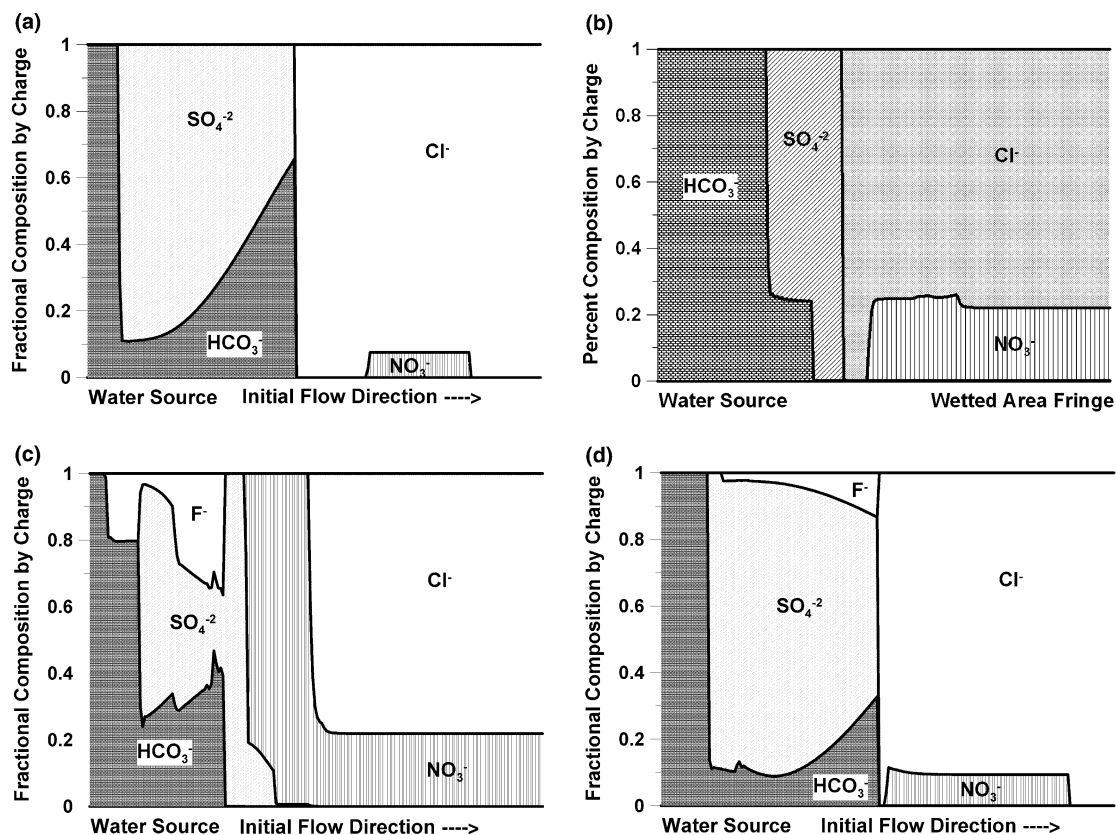 (a)
Fractional Composition by Charge
1
0.8
0.6
0.4
0.2
0
SO₄⁻²
Cl⁻
HCO₃⁻
NO₃⁻
Water Source Initial Flow Direction ---->
(b)
Percent Composition by Charge
1
0.8
0.6
0.4
0.2
0
SO₄⁻²
Cl⁻
HCO₃⁻
NO₃⁻
Water Source Wetted Area Fringe
(c)
Fractional Composition by Charge
1
0.8
0.6
0.4
0.2
0
F⁻
Cl⁻
SO₄⁻²
HCO₃⁻
NO₃⁻
Water Source Initial Flow Direction ---->
(d)
Fractional Composition by Charge
1
0.8
0.6
0.4
0.2
0
F⁻
Cl⁻
SO₄⁻²
HCO₃⁻
NO₃⁻
Water Source Initial Flow Direction ---->